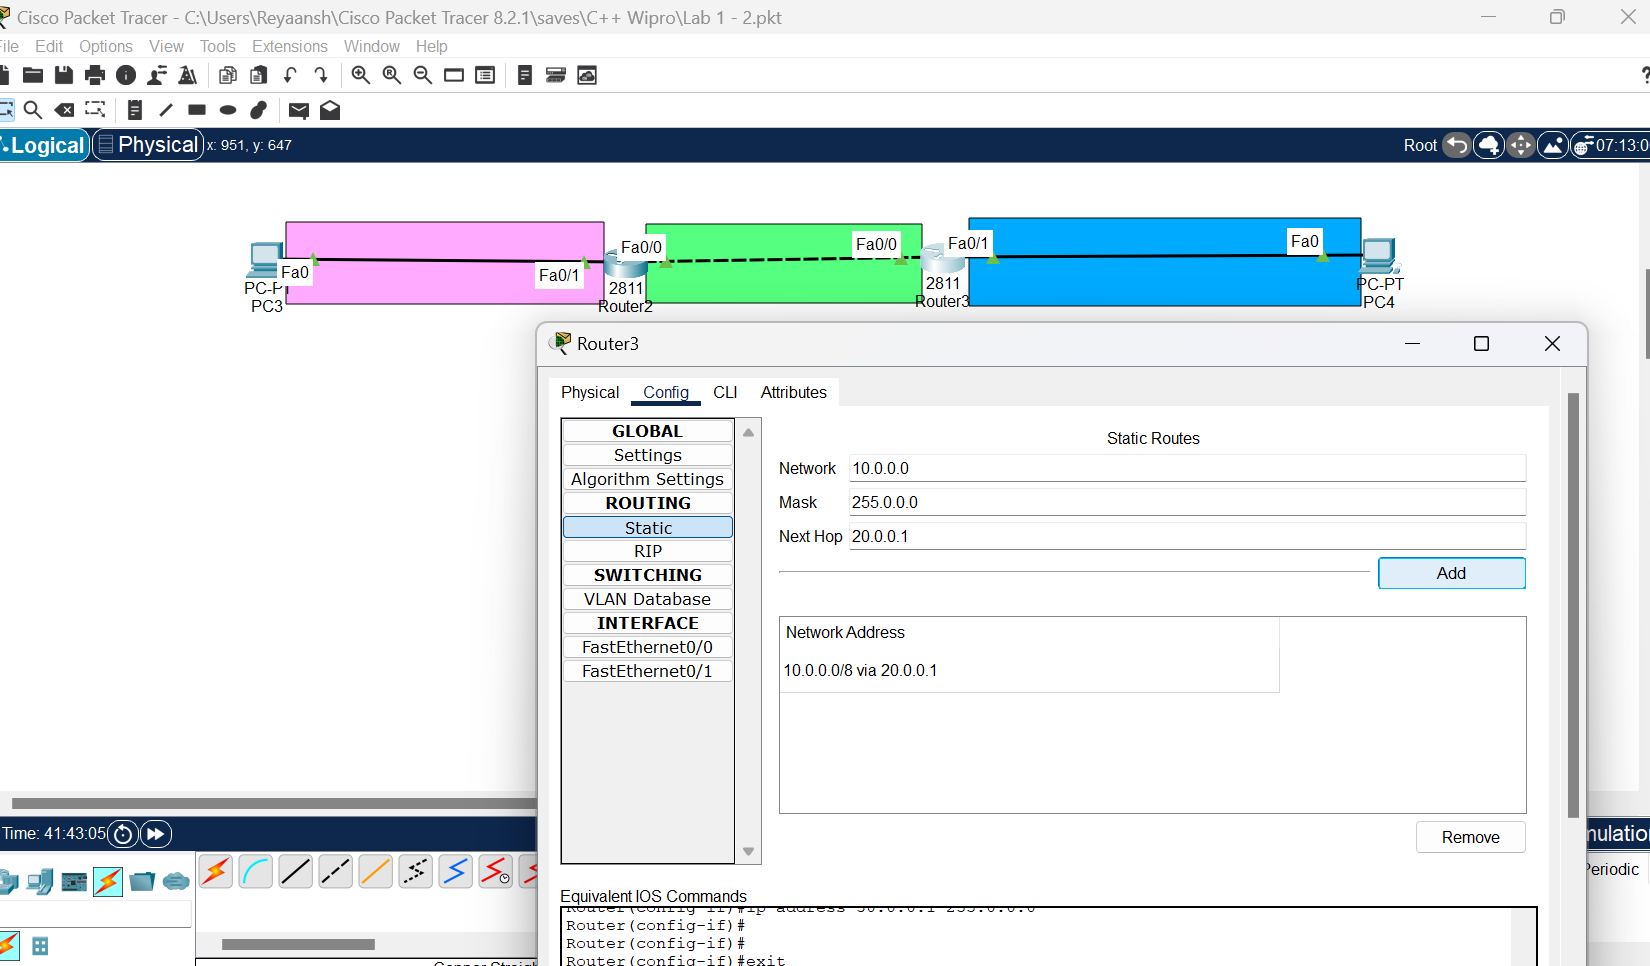 Cisco Packet Tracer - C:\Users\Reyaansh\Cisco Packet Tracer 8.2.1\saves\C++ Wipro\Lab 1 - 2.pkt
Edit Options View Tools Extensions Window Help
Logical Physical x: 951, y: 647 Root 07:13:0
Fa0/0 Fa0/0 Fa0/1 Fa0
Fa0 Fa0/1
PC-P 2811 2811 PC-PT
PC3 Router2 Router3 PC4
Router3
Physical Config CLI Attributes
GLOBAL
Settings
Algorithm Settings
ROUTING
Static
RIP
SWITCHING
VLAN Database
INTERFACE
FastEthernet0/0
FastEthernet0/1
Static Routes
Network 10.0.0.0
Mask 255.0.0.0
Next Hop 20.0.0.1
Add
Network Address
10.0.0.0/8 via 20.0.0.1
Remove
Equivalent IOS Commands
Router(config-if)#
Router(config-if)#
Router(config-if)#exit
Time: 41:43:05